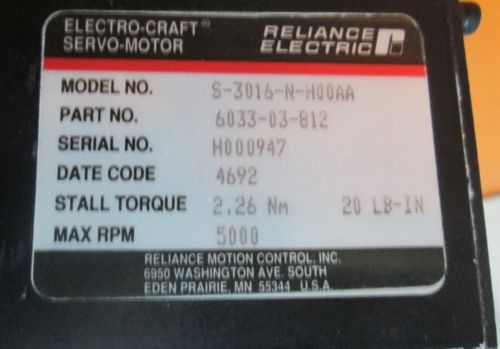 ELECTRO-CRAFT®
SERVO-MOTOR
RELIANCE
ELECTRIC
MODEL NO. S-3016-N-H00AA
PART NO. 6033-03-812
SERIAL NO. H000947
DATE CODE 4692
STALL TORQUE 2.26 Nm 20 LB-IN
MAX RPM 5000
RELIANCE MOTION CONTROL, INC.
6950 WASHINGTON AVE. SOUTH
EDEN PRAIRIE, MN 55344 U.S.A.